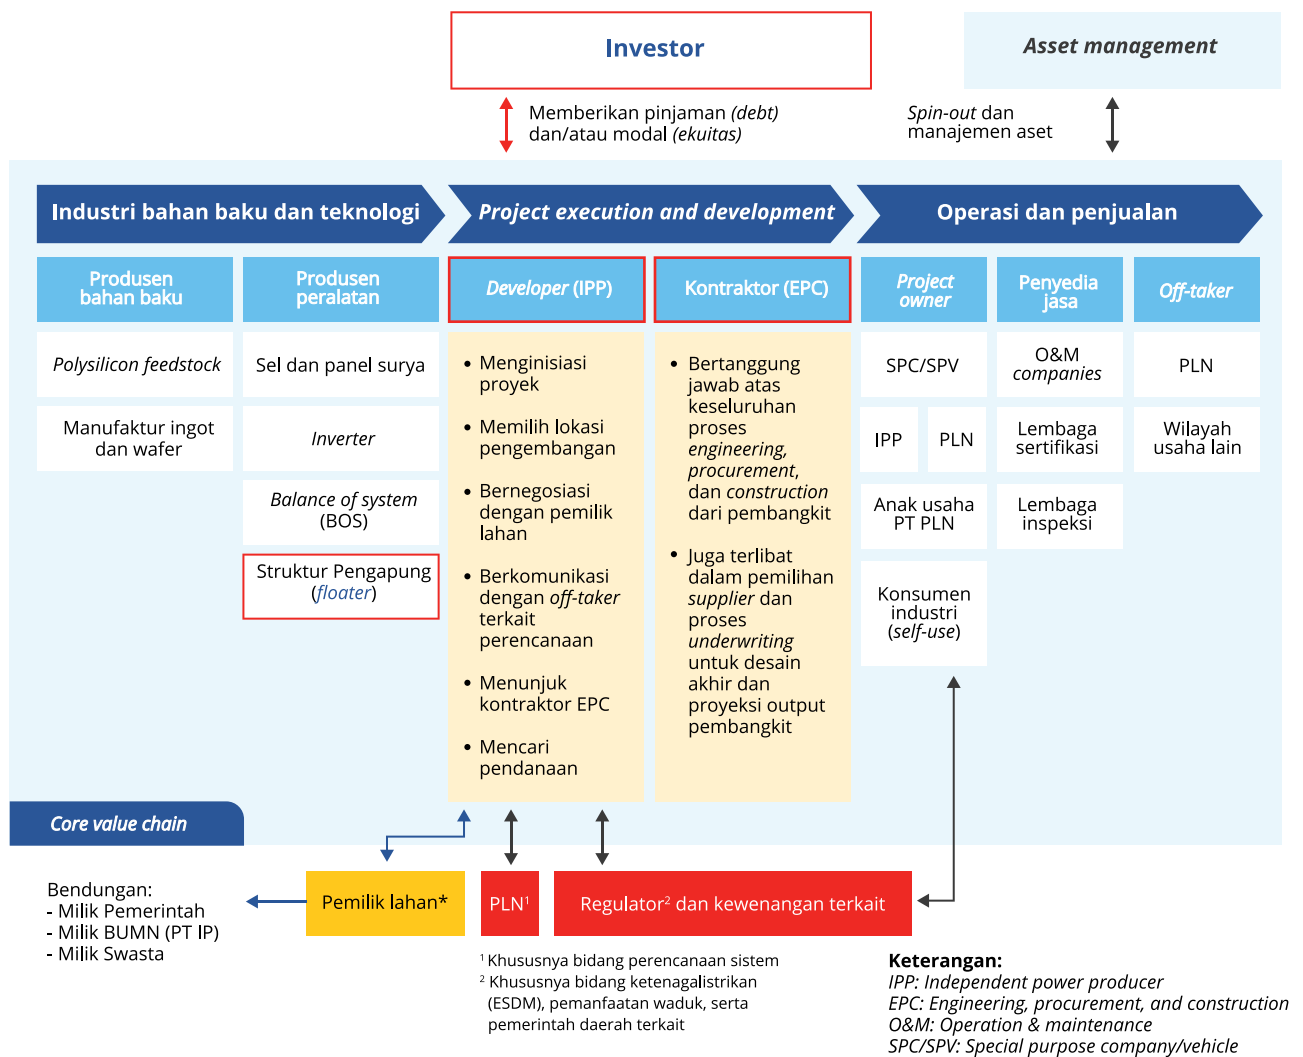 Investor
Asset management
Memberikan pinjaman (debt)
dan/atau modal (ekuitas)
Spin-out dan
manajemen aset
Industri bahan baku dan teknologi
Project execution and development
Operasi dan penjualan
Produsen
bahan baku
Produsen
peralatan
Developer (IPP)
Kontraktor (EPC)
Project
owner
Penyedia
jasa
Off-taker
Polysilicon feedstock
Manufaktur ingot
dan wafer
Sel dan panel surya
Inverter
Balance of system
(BOS)
Struktur Pengapung
(floater)
• Menginisiasi
proyek
• Memilih lokasi
pengembangan
• Bernegosiasi
dengan pemilik
lahan
• Berkomunikasi
dengan off-taker
terkait
perencanaan
• Menunjuk
kontraktor EPC
• Mencari
pendanaan
• Bertanggung
jawab atas
keseluruhan
proses
engineering,
procurement,
dan construction
dari pembangkit
• Juga terlibat
dalam pemilihan
supplier dan
proses
underwriting
untuk desain
akhir dan
proyeksi output
pembangkit
SPC/SPV
IPP
PLN
Anak usaha
PT PLN
Konsumen
industri
(self-use)
O&M
companies
Lembaga
sertifikasi
Lembaga
inspeksi
PLN
Wilayah
usaha lain
Core value chain
Bendungan:
- Milik Pemerintah
- Milik BUMN (PT IP)
- Milik Swasta
Pemilik lahan*
PLN¹
Regulator² dan kewenangan terkait
¹ Khususnya bidang perencanaan sistem
² Khususnya bidang ketenagalistrikan
(ESDM), pemanfaatan waduk, serta
pemerintah daerah terkait
Keterangan:
IPP: Independent power producer
EPC: Engineering, procurement, and construction
O&M: Operation & maintenance
SPC/SPV: Special purpose company/vehicle